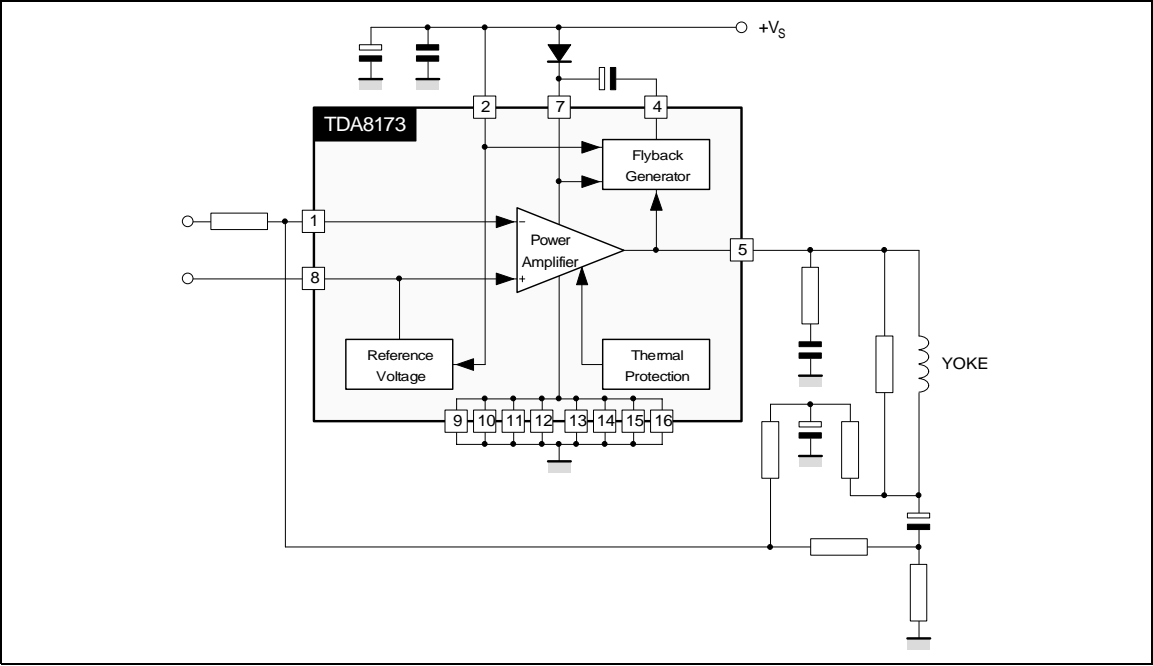 +VS
2 7 4
TDA8173
Flyback
Generator
1
−
Power
Amplifier
5
8
+
Reference
Voltage
Thermal
Protection
YOKE
9 10 11 12 13 14 15 16